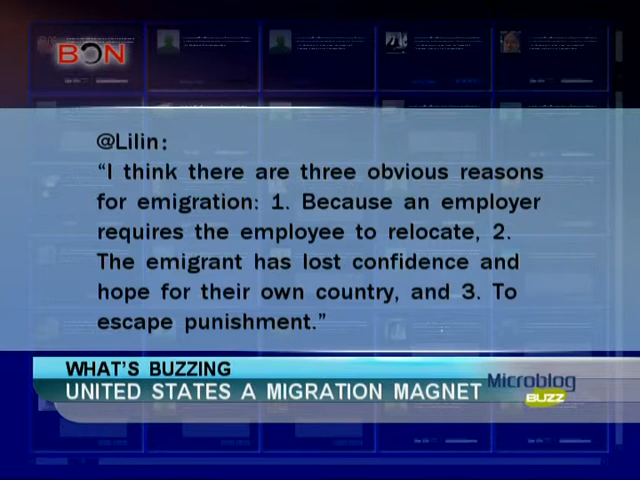 BON
@Lilin:
“I think there are three obvious reasons
for emigration: 1. Because an employer
requires the employee to relocate, 2.
The emigrant has lost confidence and
hope for their own country, and 3. To
escape punishment.”
WHAT’S BUZZING
UNITED STATES A MIGRATION MAGNET
Microblog
BUZZ